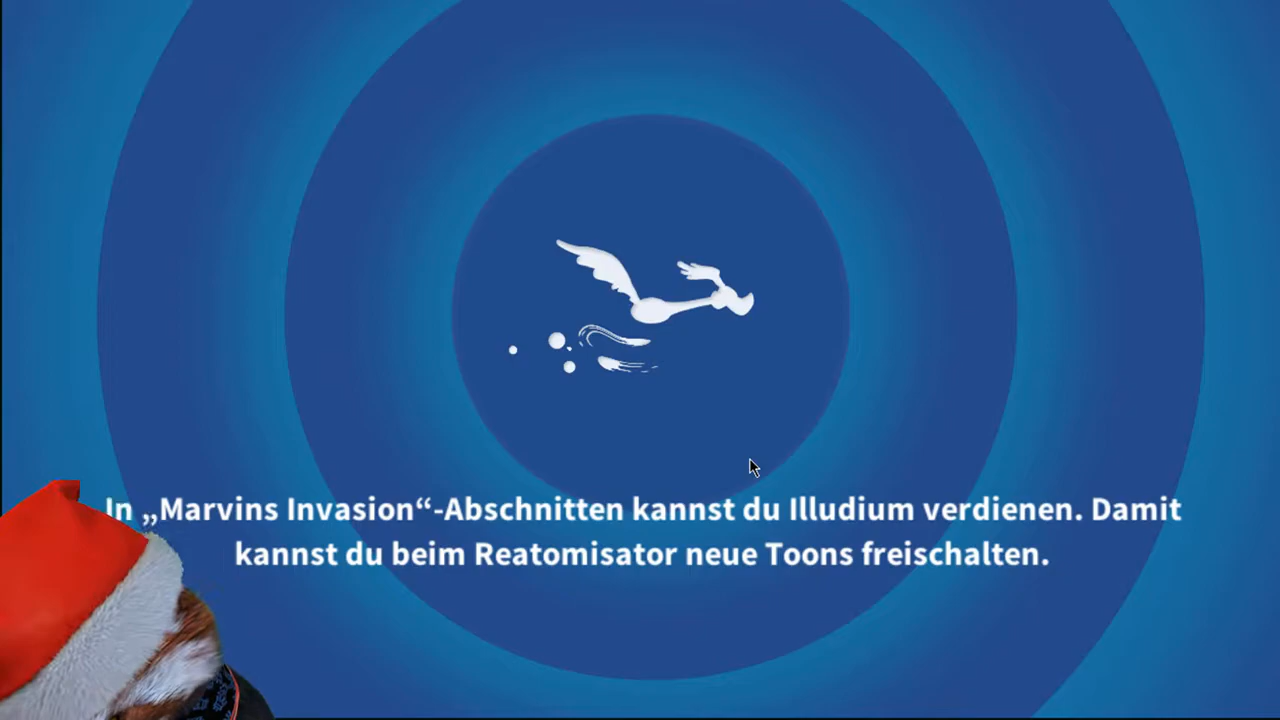 In „Marvins Invasion“-Abschnitten kannst du Illudium verdienen. Damit
kannst du beim Reatomisator neue Toons freischalten.